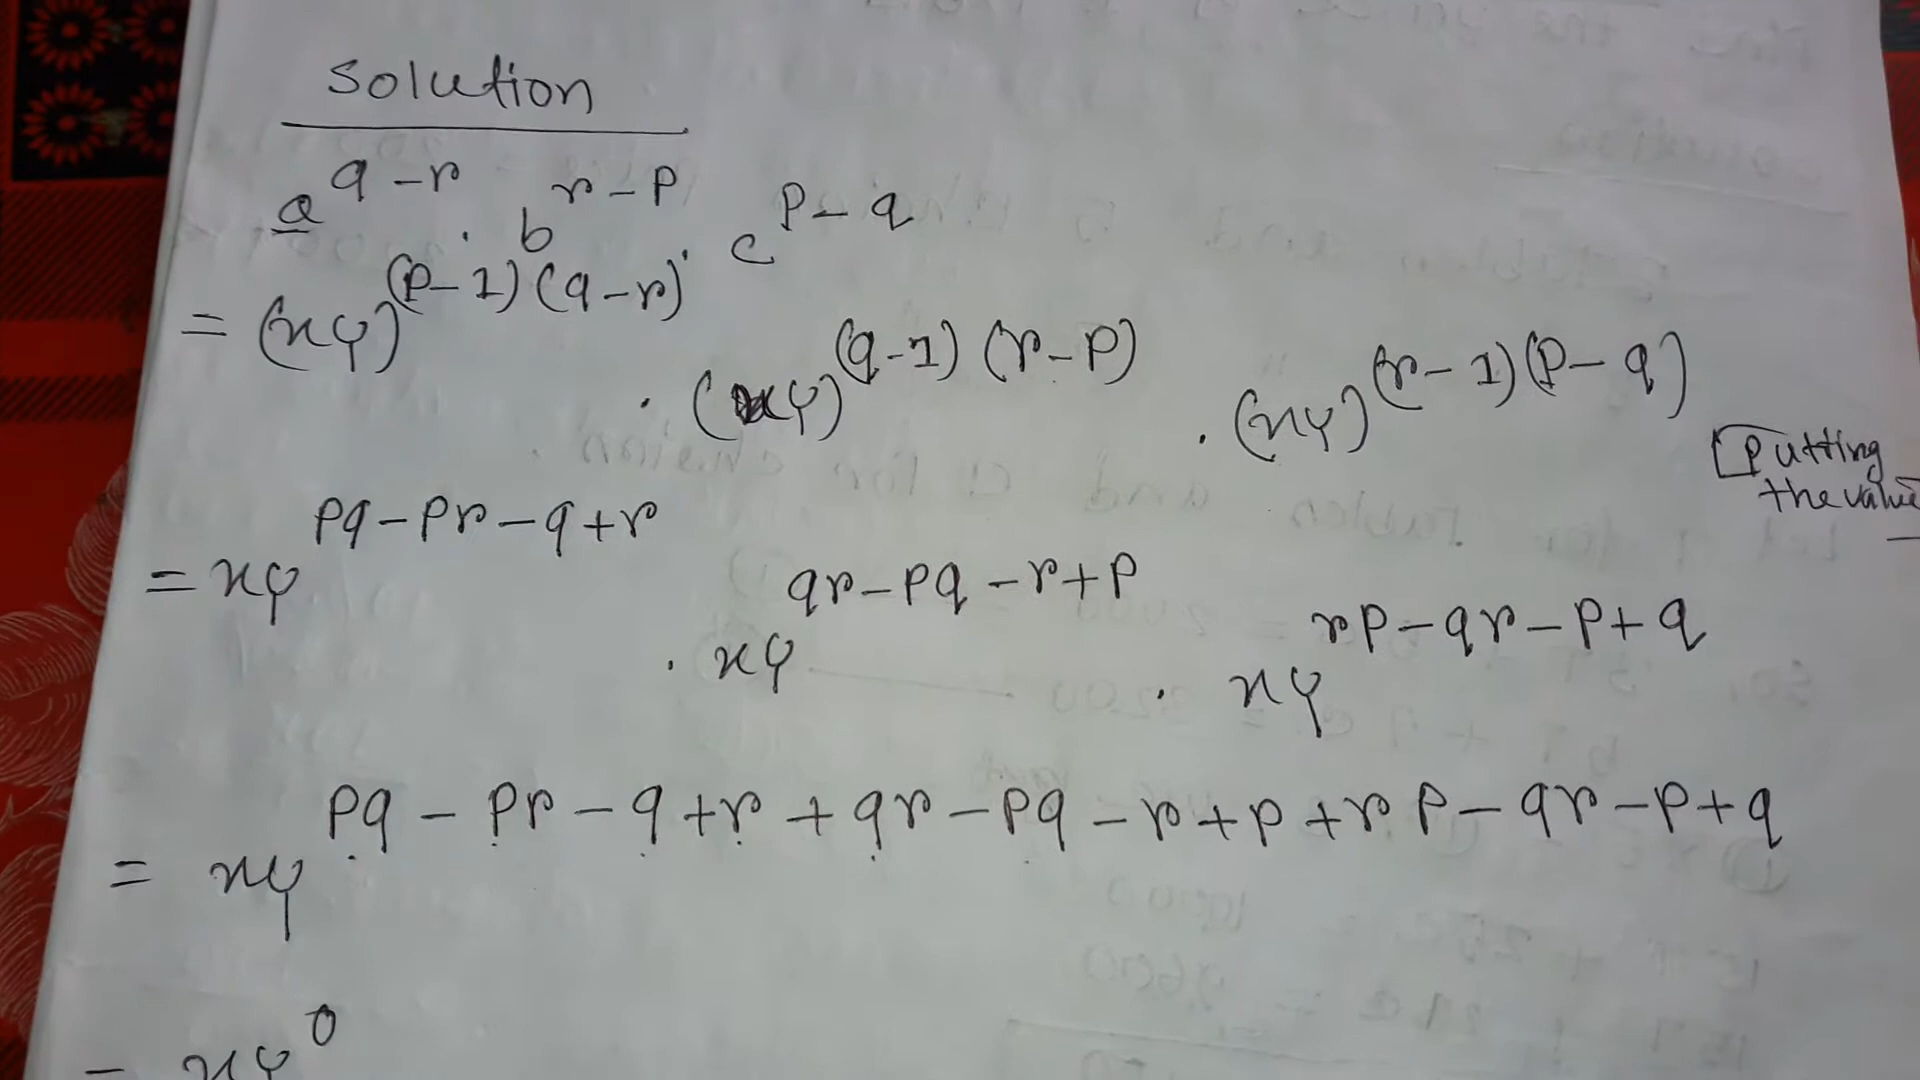 Solution
a^{q-r} . b^{r-p} . c^{p-q}
= (xy)^{(p-1)(q-r)} . (xy)^{(q-1)(r-p)} . (xy)^{(r-1)(p-q)}
[Putting
the value
= xy^{pq-pr-q+r} . xy^{qr-pq-r+p} . xy^{rp-qr-p+q}
= xy^{pq-pr-q+r+qr-pq-r+p+rp-qr-p+q}
= xy^{0}